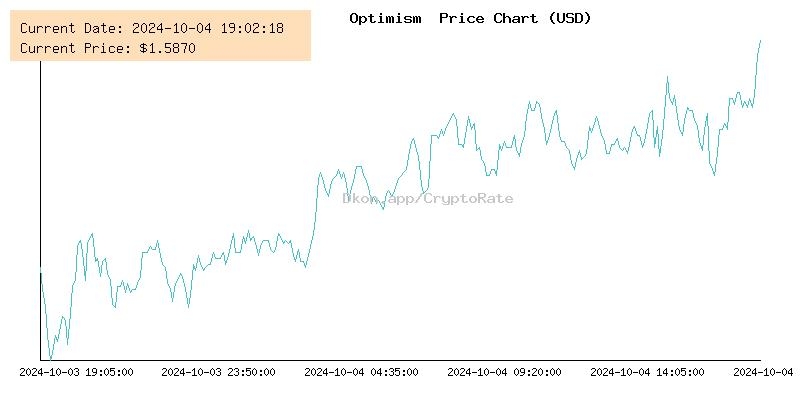 Optimism  Price Chart (USD)
Current Date: 2024-10-04 19:02:18
Current Price: $1.5870
Dkon.app/CryptoRate
2024-10-03 19:05:00 2024-10-03 23:50:00 2024-10-04 04:35:00 2024-10-04 09:20:00 2024-10-04 14:05:00 2024-10-04